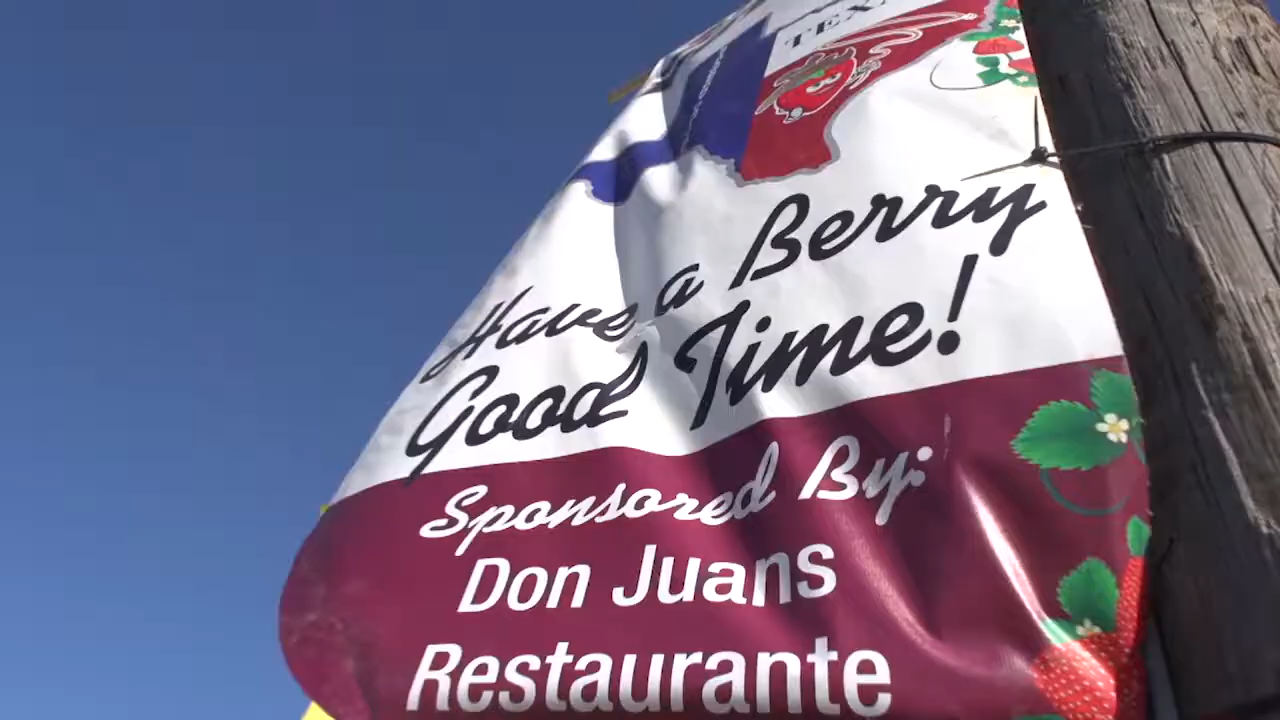 Have a Berry
Good Time!
Sponsored By:
Don Juans
Restaurante